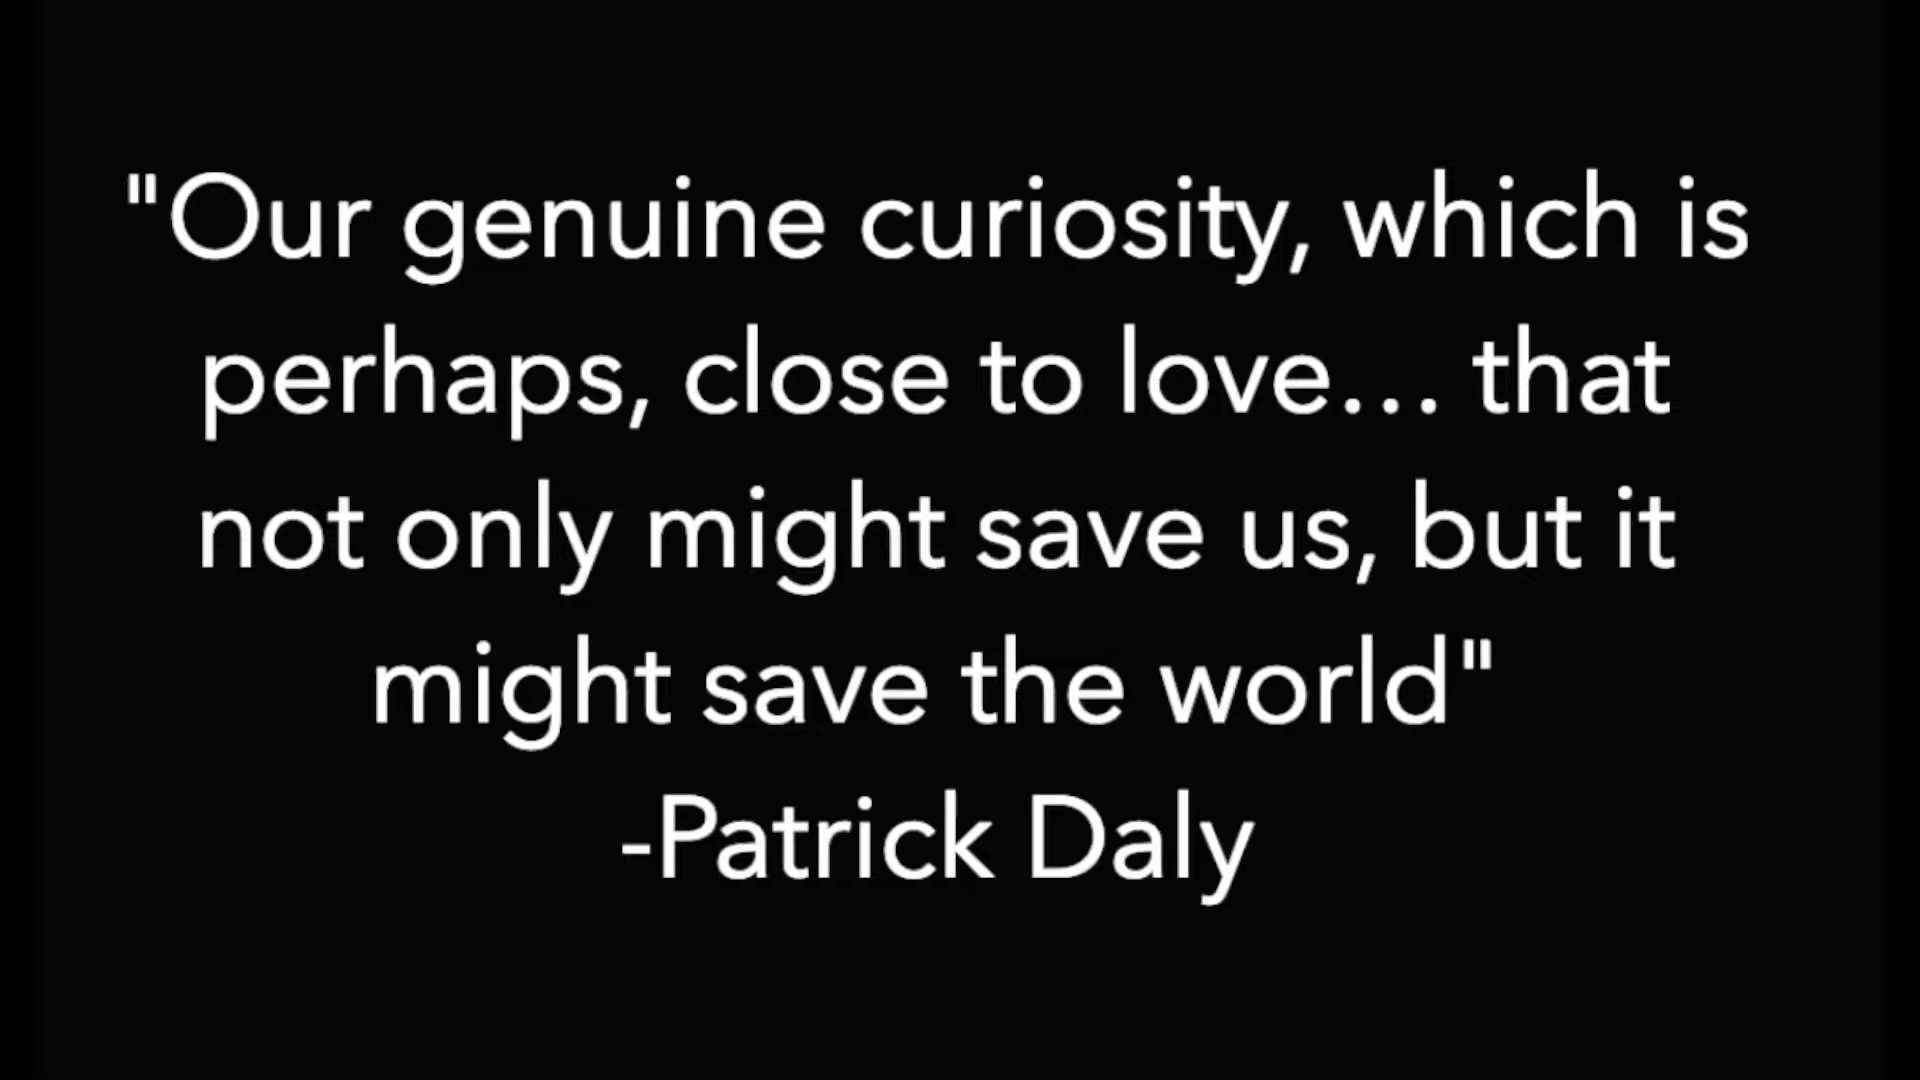 "Our genuine curiosity, which is
perhaps, close to love... that
not only might save us, but it
might save the world"
-Patrick Daly